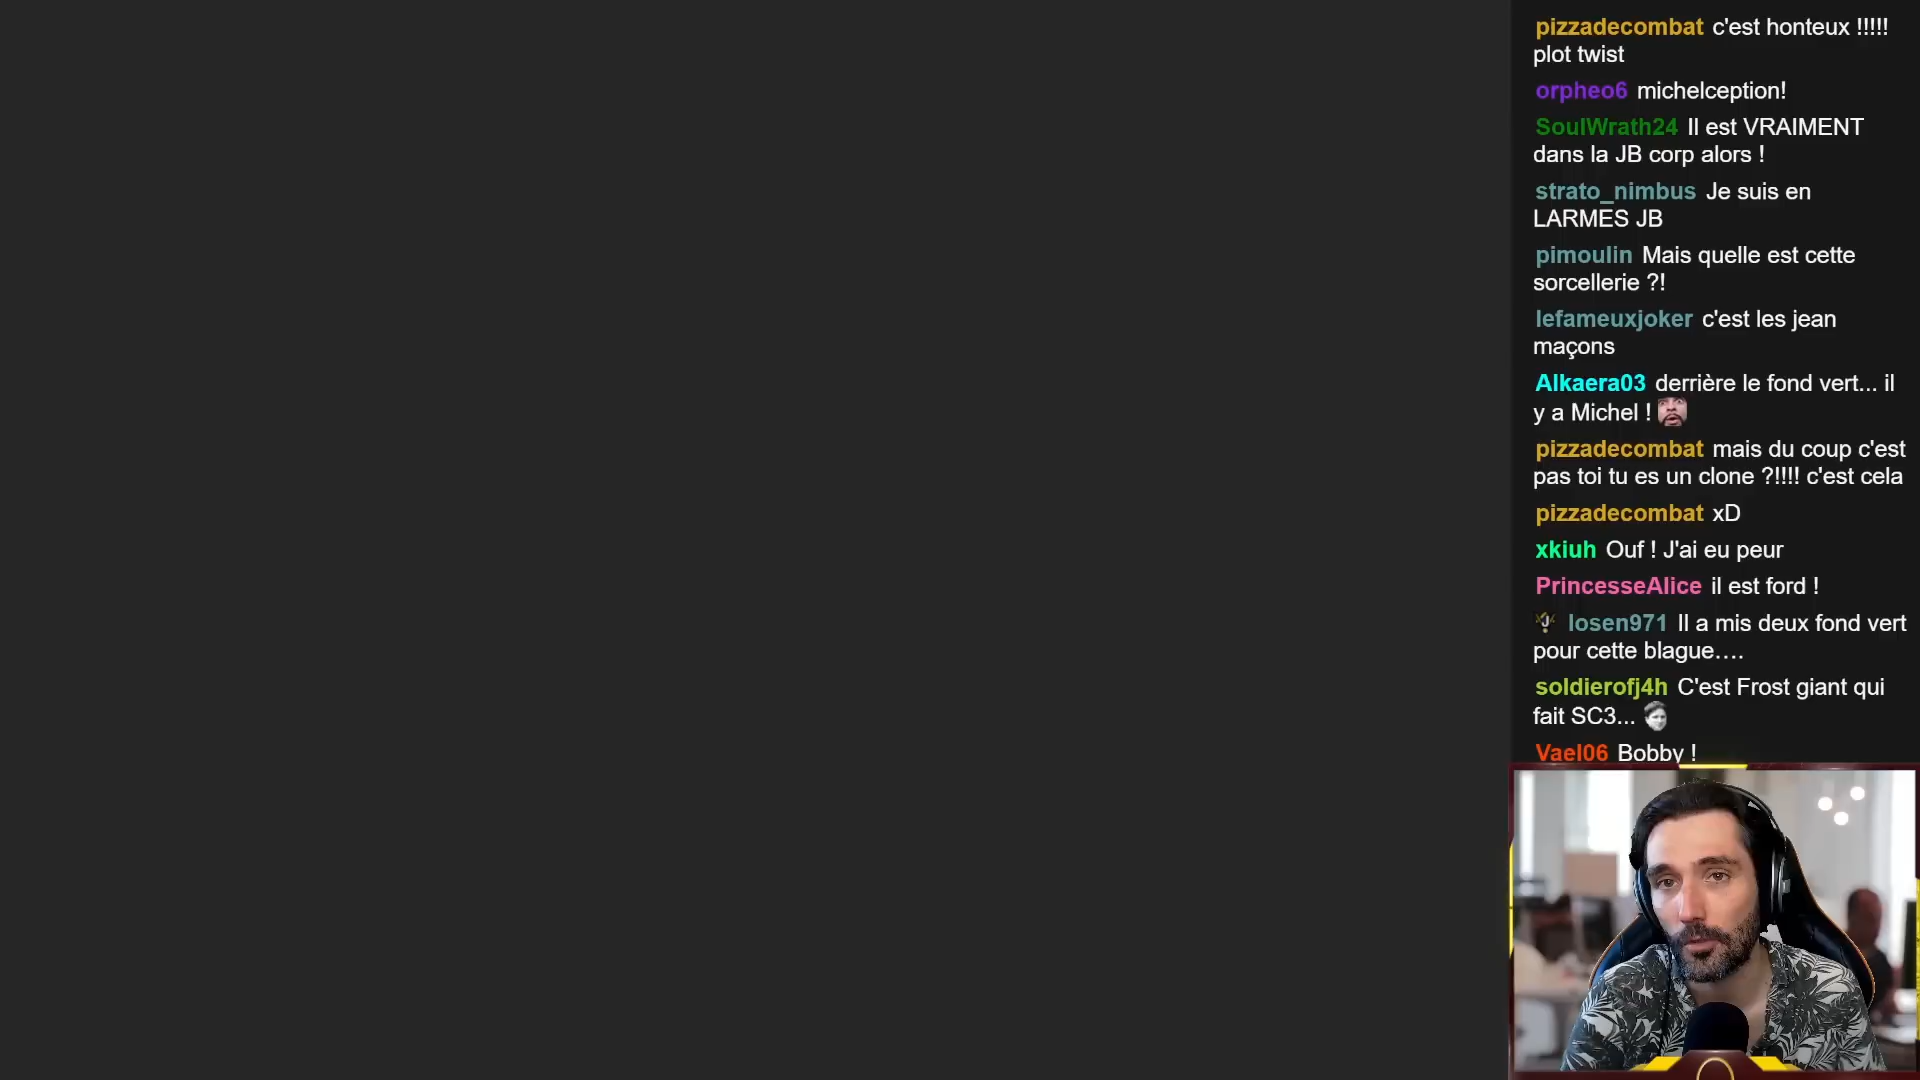 pizzadecombat c'est honteux !!!!!
plot twist
orpheo6 michelception!
SoulWrath24 Il est VRAIMENT
dans la JB corp alors !
strato_nimbus Je suis en
LARMES JB
pimoulin Mais quelle est cette
sorcellerie ?!
lefameuxjoker c'est les jean
maçons
Alkaera03 derrière le fond vert... il
y a Michel !
pizzadecombat mais du coup c'est
pas toi tu es un clone ?!!!! c'est cela
pizzadecombat xD
xkiuh Ouf ! J'ai eu peur
PrincesseAlice il est ford !
losen971 Il a mis deux fond vert
pour cette blague….
soldierofj4h C'est Frost giant qui
fait SC3...
Vael06 Bobby !